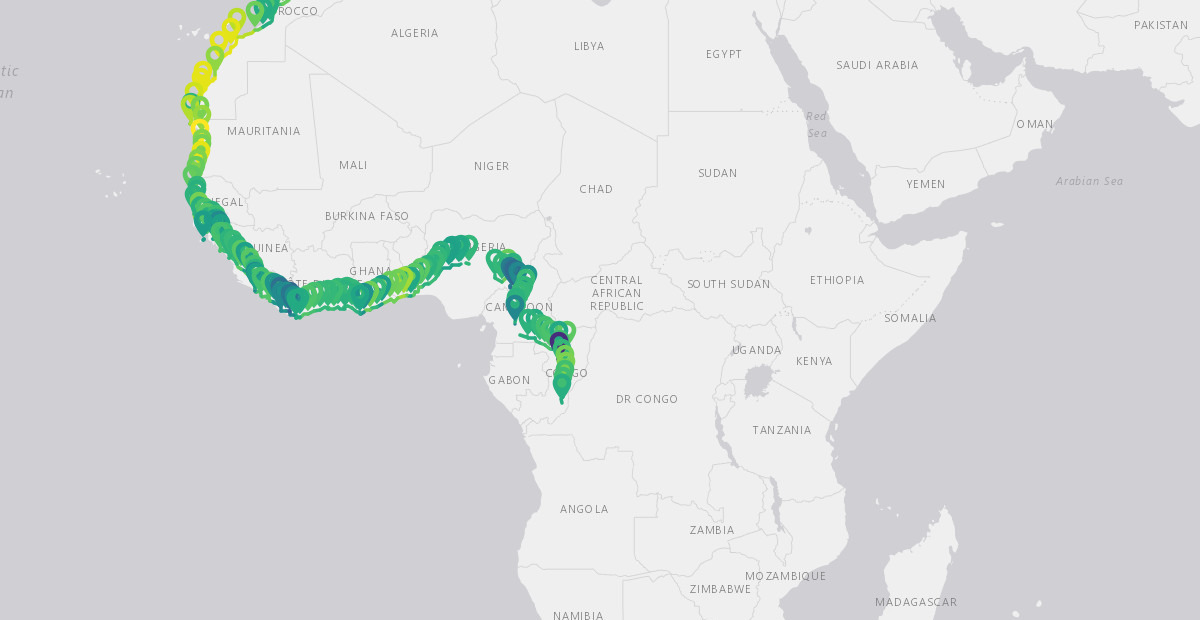 ROCCO
PAKISTAN
ALGERIA
LIBYA
EGYPT
SAUDI ARABIA
tic
an
Red
Sea
OMAN
MAURITANIA
MALI
NIGER
SUDAN
CHAD
YEMEN
Arabian Sea
EGAL
BURKINA FASO
UINEA
ERIA
GHANA
CENTRAL
AFRICAN
REPUBLIC
SOUTH SUDAN
ETHIOPIA
CA OON
SOMALIA
UGANDA
KENYA
GABON
C GO
DR CONGO
TANZANIA
ANGOLA
ZAMBIA
MOZAMBIQUE
ZIMBABWE
MADAGASCAR
NAMIBIA